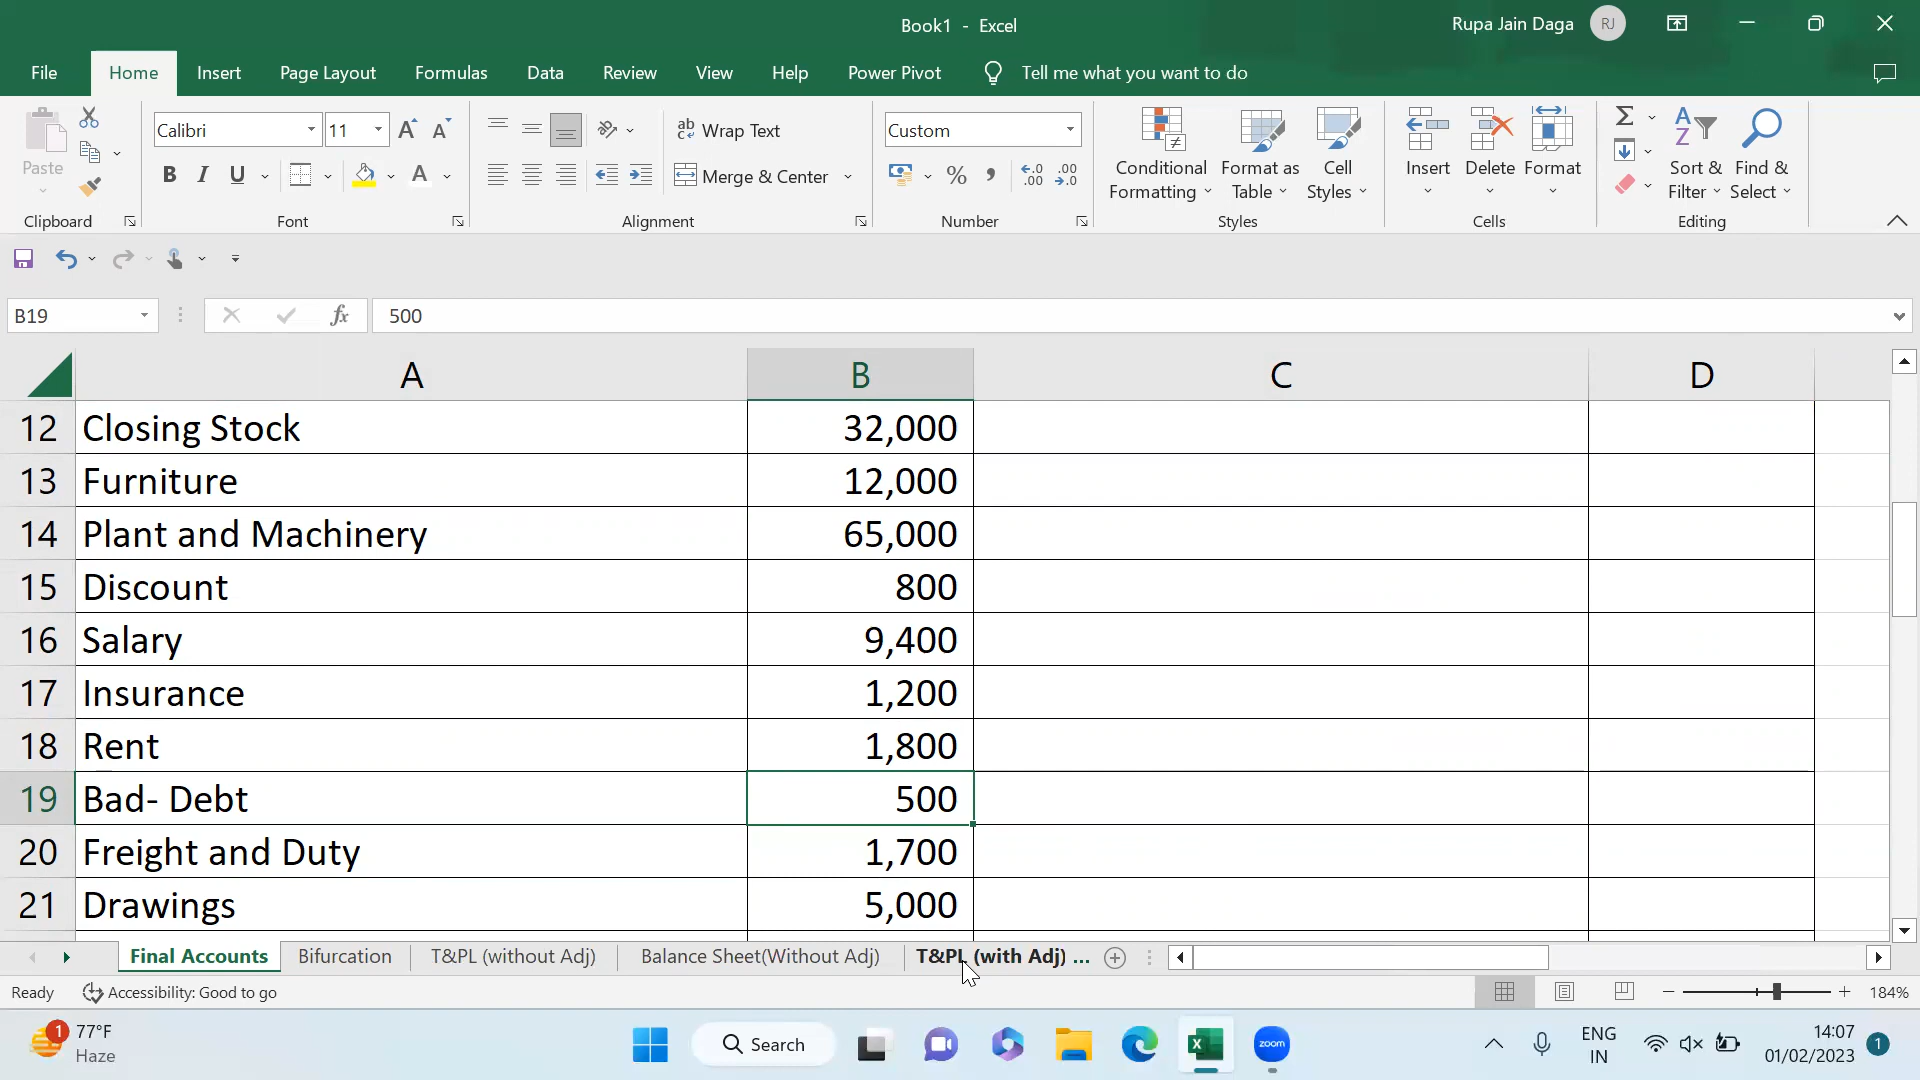 Book1 - Excel
Rupa Jain Daga RJ
File Home Insert Page Layout Formulas Data Review View Help Power Pivot Tell me what you want to do
Paste
Calibri 11
ab Wrap Text
Merge & Center
Custom
Conditional Formatting
Format as Table
Cell Styles
Insert Delete Format
Sort & Filter
Find & Select
Clipboard Font Alignment Number Styles Cells Editing
B19 fx 500
A B C D
12 Closing Stock 32,000
13 Furniture 12,000
14 Plant and Machinery 65,000
15 Discount 800
16 Salary 9,400
17 Insurance 1,200
18 Rent 1,800
19 Bad- Debt 500
20 Freight and Duty 1,700
21 Drawings 5,000
Final Accounts Bifurcation T&PL (without Adj) Balance Sheet(Without Adj) T&PL (with Adj) ...
Ready Accessibility: Good to go 184%
1 77°F
Haze
Search
zoom
ENG
IN
14:07
01/02/2023 1